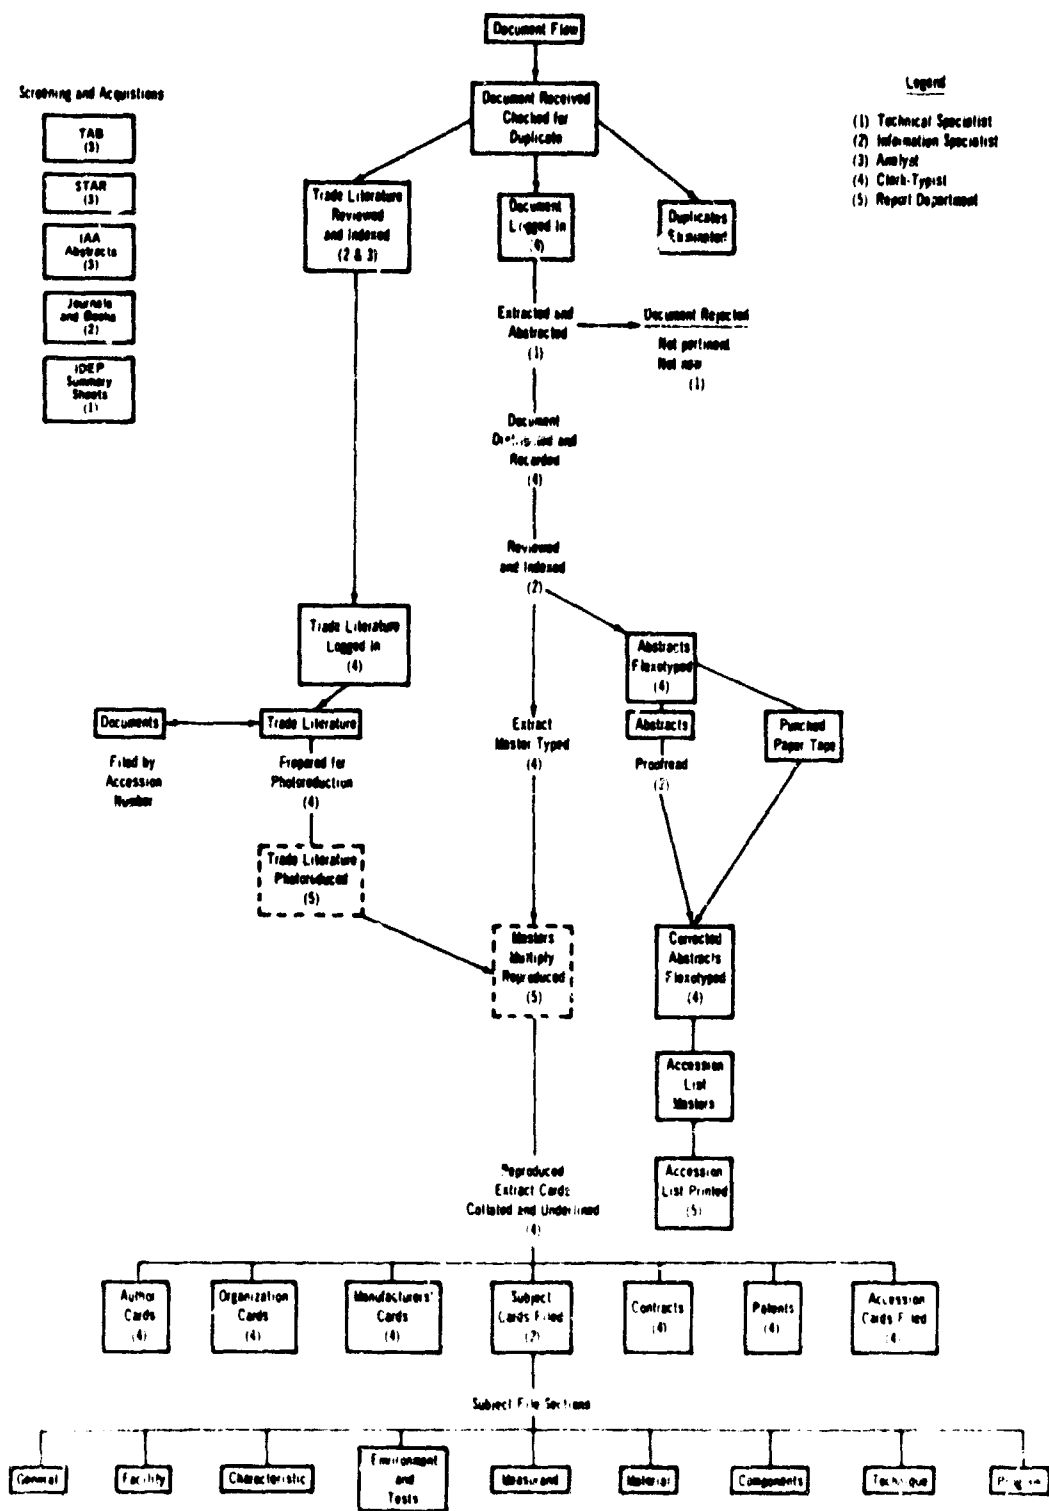 Document Flow
Screening and Acquistions
TAB
(3)
STAR
(3)
IAA
Abstracts
(3)
Journals
and Books
(2)
IDEP
Summary
Sheets
(1)
Legend
(1) Technical Specialist
(2) Information Specialist
(3) Analyst
(4) Clerk-Typist
(5) Report Department
Document Received
Checked for
Duplicate
Trade Literature
Reviewed
and Indexed
(2 & 3)
Document
Logged In
(4)
Duplicates
Eliminated
Extracted and
Abstracted
(1)
Document Rejected
Not pertinent
Not new
(1)
Document
and
Recorded
(4)
Reviewed
and Indexed
(2)
Trade Literature
Logged In
(4)
Abstracts
Flexotyped
(4)
Documents
Trade Literature
Extract
Master Typed
(4)
Abstracts
Punched
Paper Tape
Filed by
Accession
Number
Prepared for
Photoreduction
(4)
Proofread
(2)
Trade Literature
Photoreduced
(5)
Masters
Multiply
Reproduced
(5)
Corrected
Abstracts
Flexotyped
(4)
Accession
List
Masters
Accession
List Printed
(5)
Reproduced
Extract Cards
Collated and Underlined
(4)
Author
Cards
(4)
Organization
Cards
(4)
Manufacturers'
Cards
(4)
Subject
Cards Filed
(2)
Contracts
(4)
Patents
(4)
Accession
Cards Filed
(4)
Subject File Sections
General
Facility
Characteristic
Environment
and
Tests
Measurand
Material
Components
Technique
Program